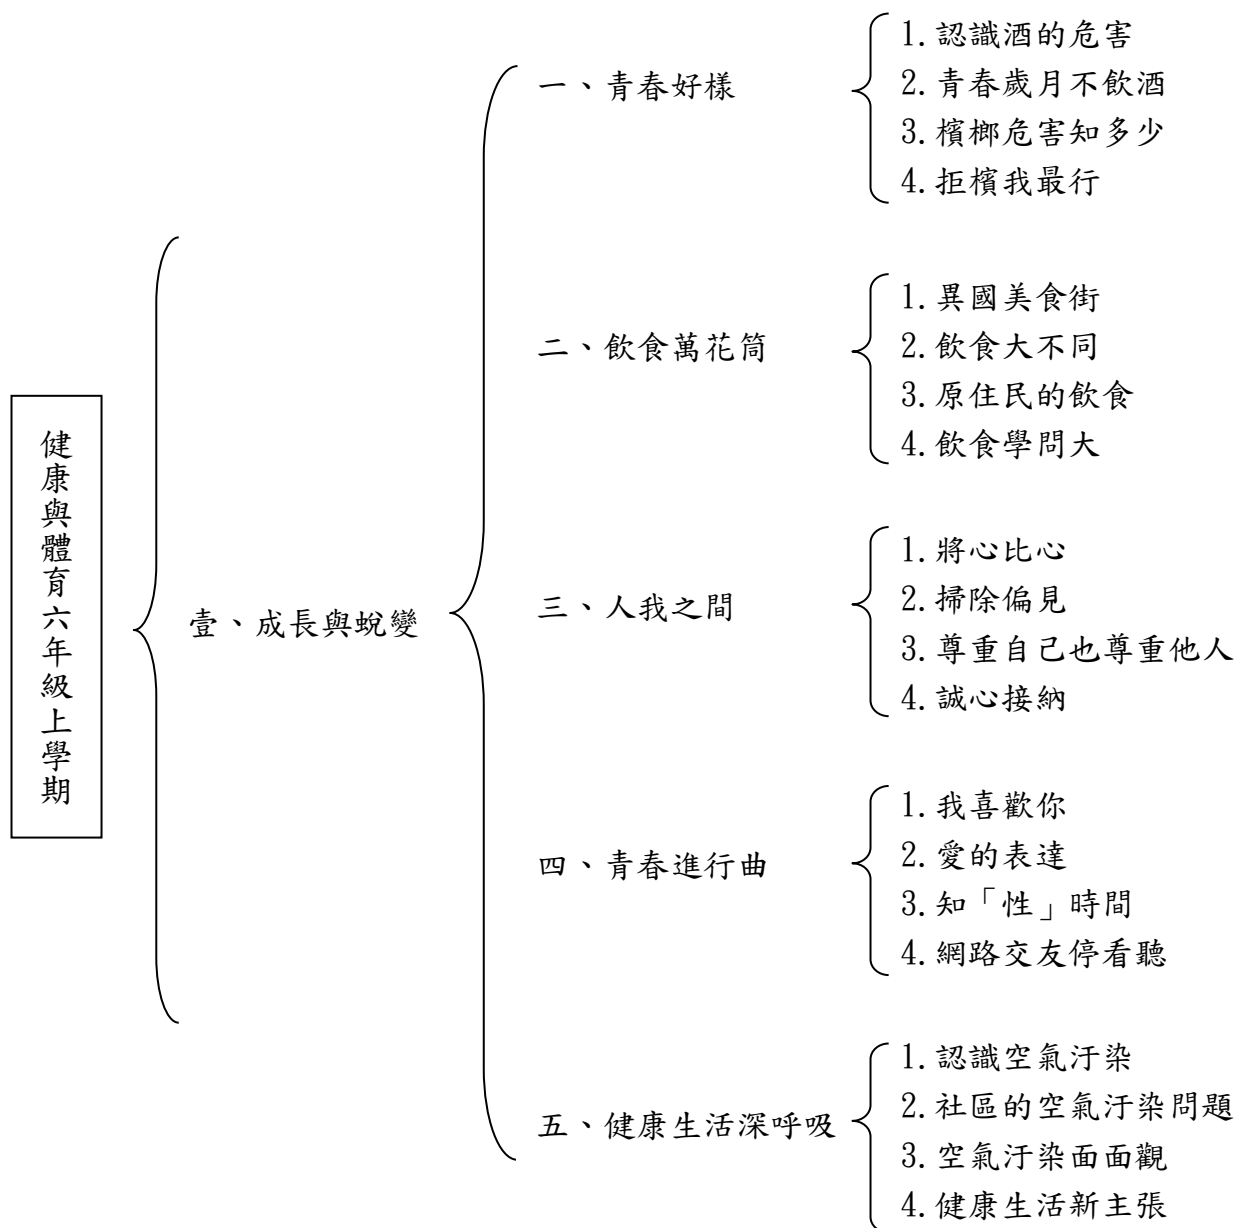 健康與體育六年級上學期
壹、成長與蛻變
一、青春好樣
1.認識酒的危害
2.青春歲月不飲酒
3.檳榔危害知多少
4.拒檳我最行
二、飲食萬花筒
1.異國美食街
2.飲食大不同
3.原住民的飲食
4.飲食學問大
三、人我之間
1.將心比心
2.掃除偏見
3.尊重自己也尊重他人
4.誠心接納
四、青春進行曲
1.我喜歡你
2.愛的表達
3.知「性」時間
4.網路交友停看聽
五、健康生活深呼吸
1.認識空氣汙染
2.社區的空氣汙染問題
3.空氣汙染面面觀
4.健康生活新主張